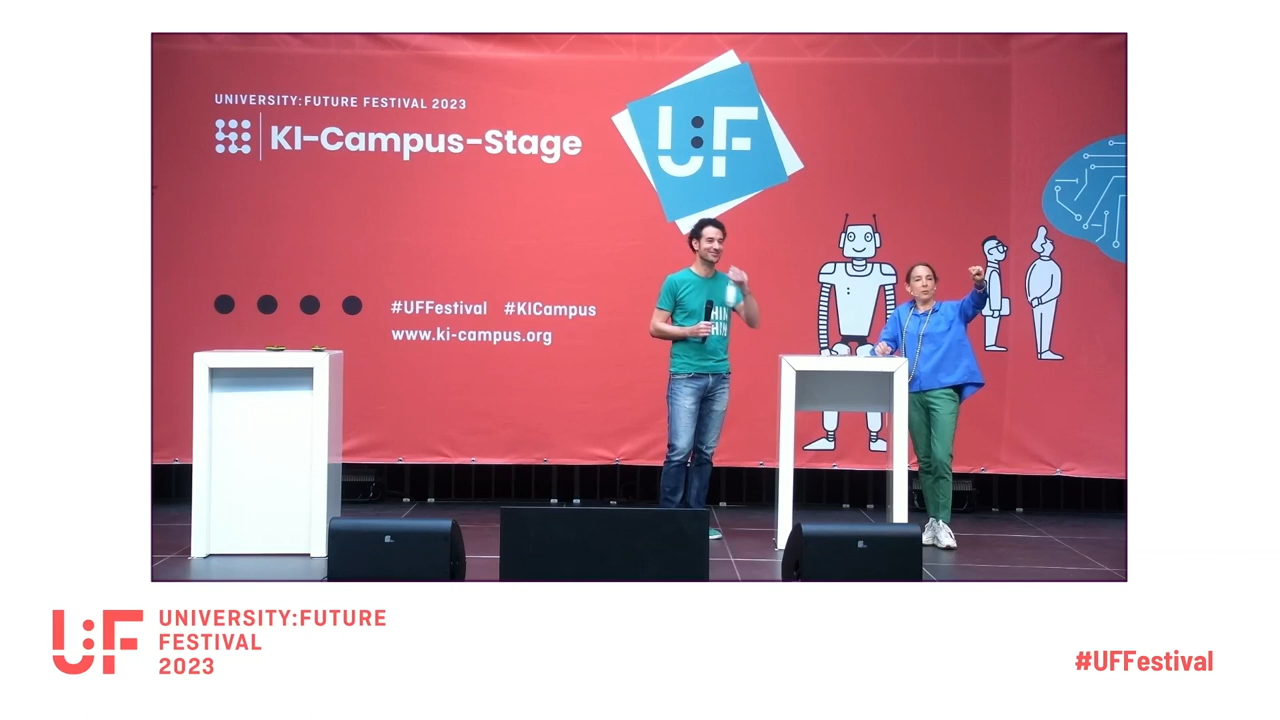 UNIVERSITY:FUTURE FESTIVAL 2023
KI-Campus-Stage
U:F
#UFFestival #KICampus
www.ki-campus.org
U:F
UNIVERSITY:FUTURE
FESTIVAL
2023
#UFFestival